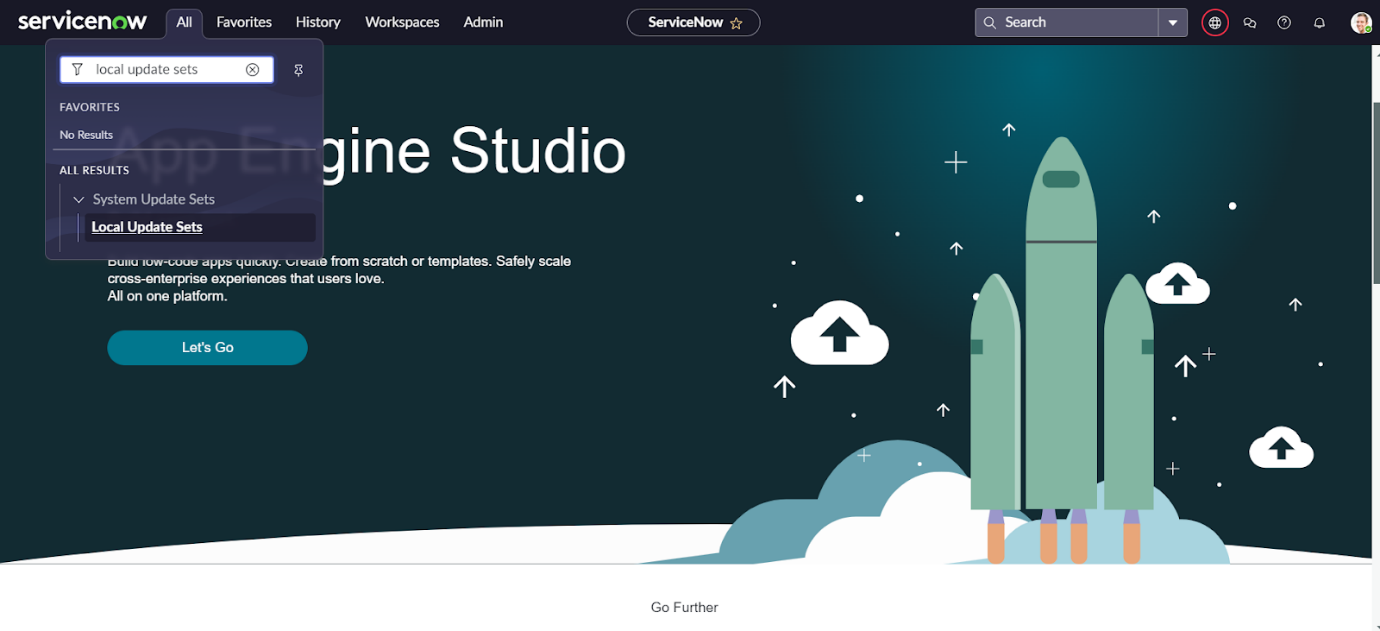 servicenow All Favorites History Workspaces Admin ServiceNow Search
local update sets
FAVORITES
No Results
App Engine Studio
ALL RESULTS
System Update Sets
Local Update Sets
Build low-code apps quickly. Create from scratch or templates. Safely scale
cross-enterprise experiences that users love.
All on one platform.
Let's Go
Go Further